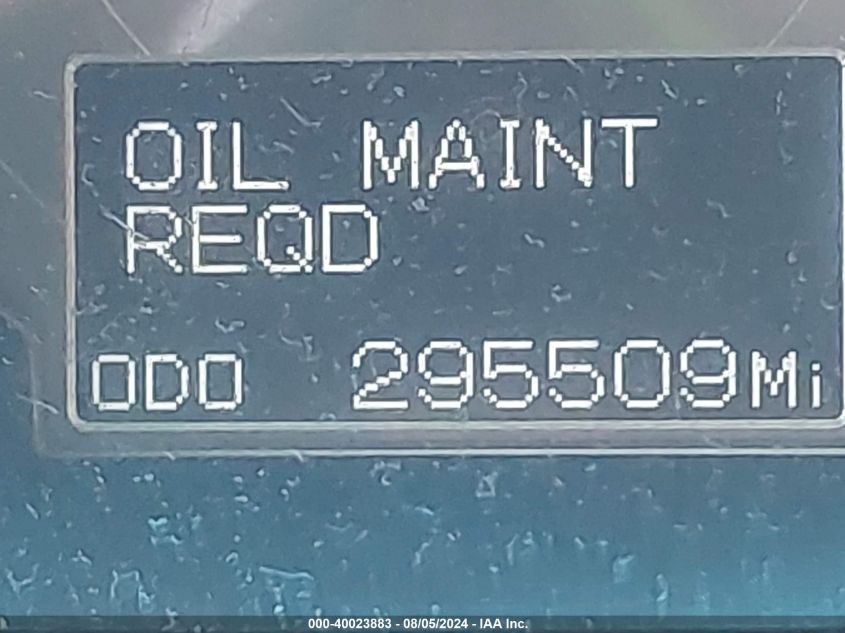 OIL MAINT
REQD
ODO 295509Mi
000-40023883 - 08/05/2024 - IAA Inc.